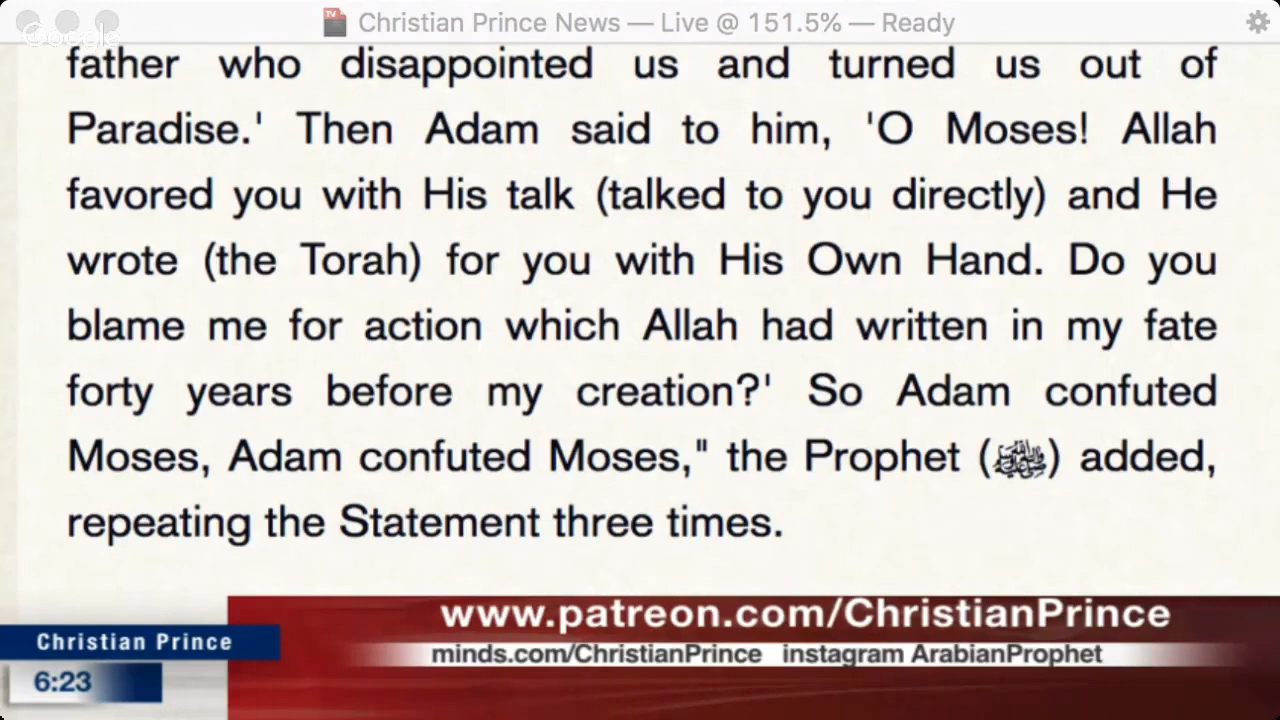 Christian Prince News — Live @ 151.5% — Ready
Google
father who disappointed us and turned us out of
Paradise.' Then Adam said to him, 'O Moses! Allah
favored you with His talk (talked to you directly) and He
wrote (the Torah) for you with His Own Hand. Do you
blame me for action which Allah had written in my fate
forty years before my creation?' So Adam confuted
Moses, Adam confuted Moses," the Prophet (ﷺ) added,
repeating the Statement three times.
www.patreon.com/ChristianPrince
Christian Prince
minds.com/ChristianPrince instagram ArabianProphet
6:23